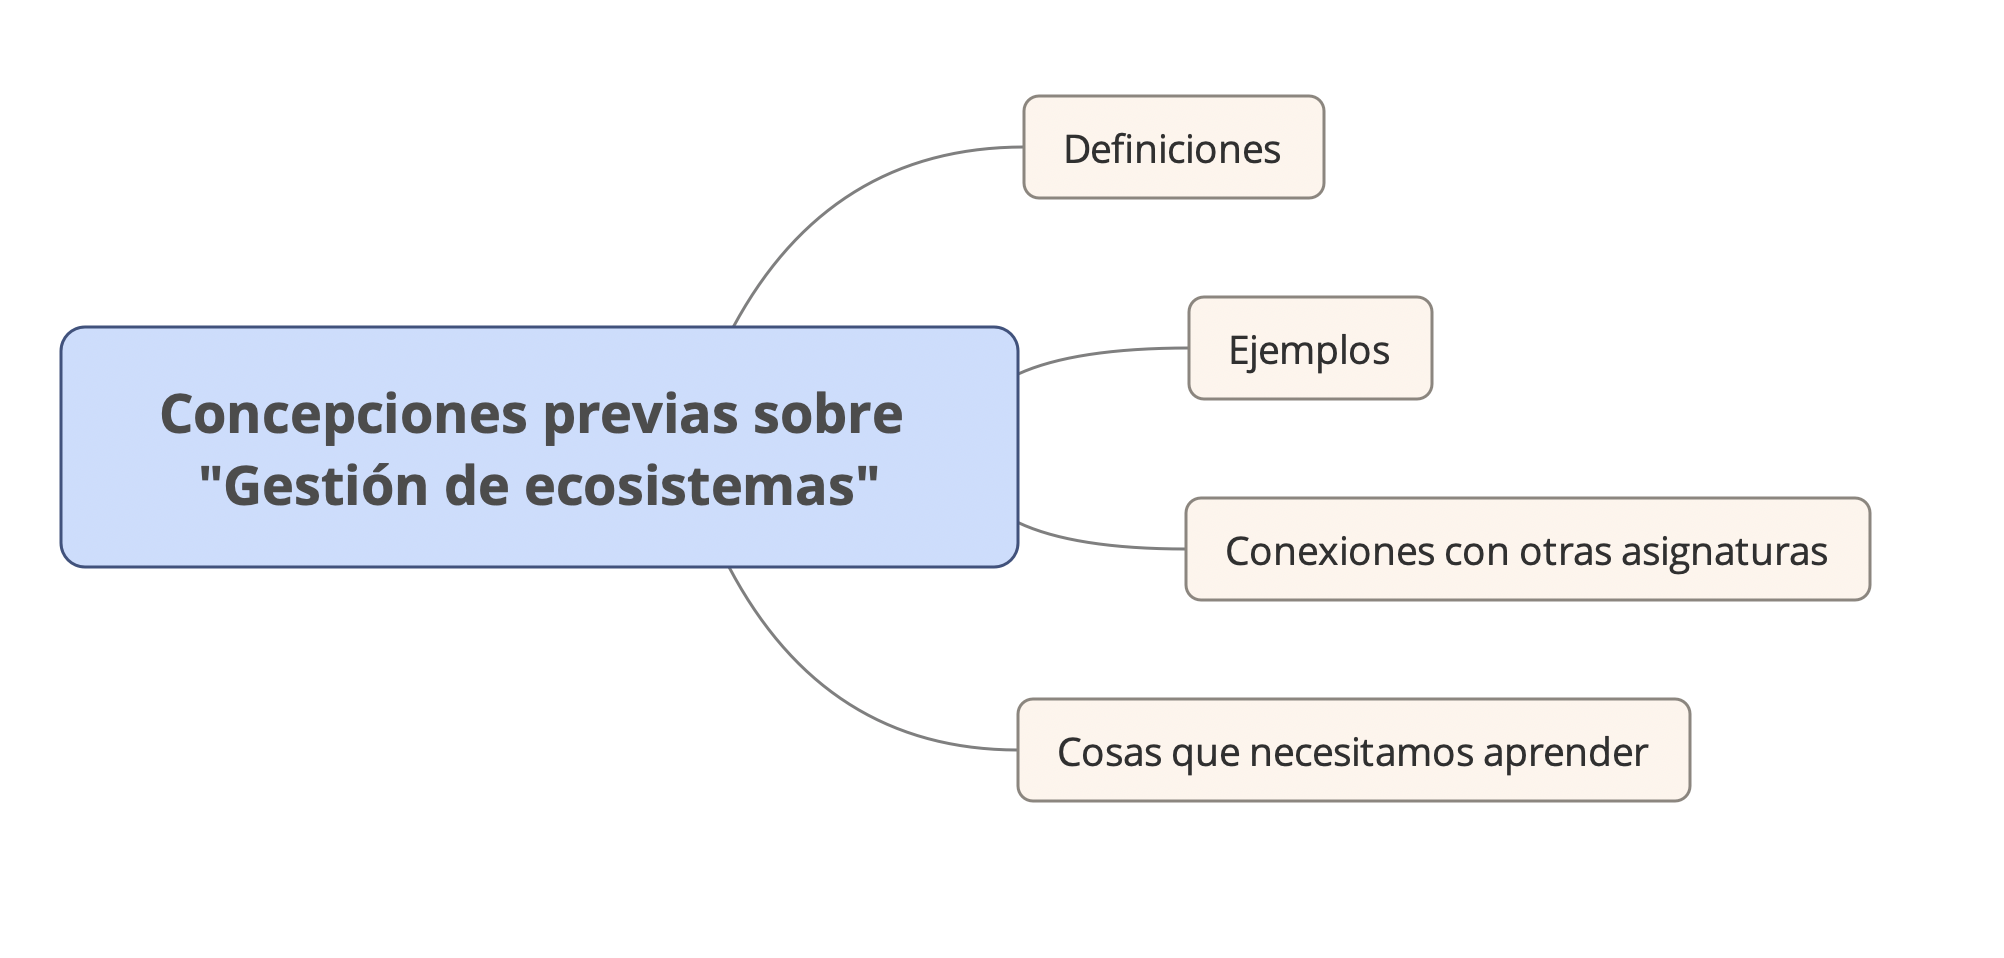 Definiciones
Ejemplos
Concepciones previas sobre
"Gestión de ecosistemas"
Conexiones con otras asignaturas
Cosas que necesitamos aprender